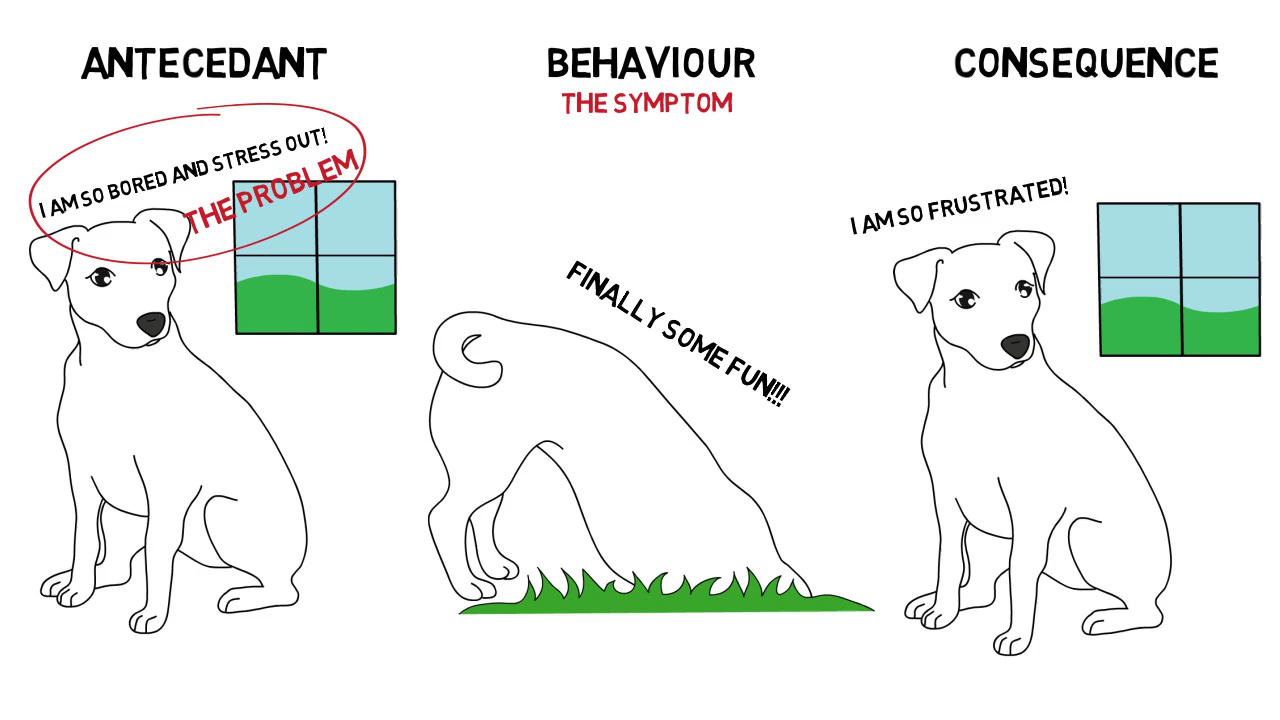 ANTECEDANT
I AM SO BORED AND STRESS OUT!
THE PROBLEM
BEHAVIOUR
THE SYMPTOM
FINALLY SOME FUN!!!
CONSEQUENCE
I AM SO FRUSTRATED!